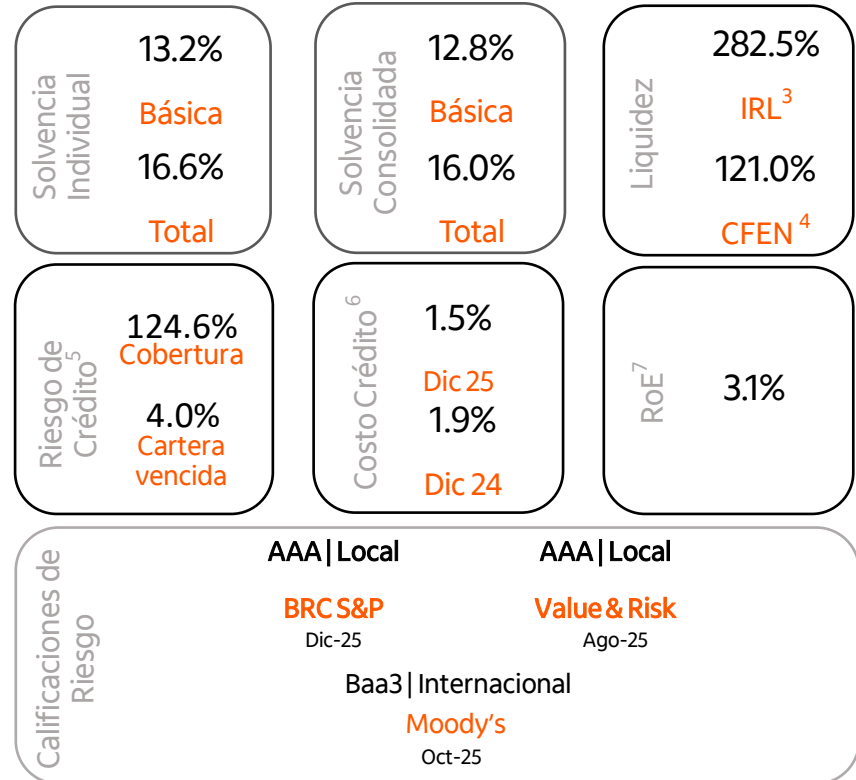 Solvencia
Individual
13.2%
Básica
16.6%
Total
Solvencia
Consolidada
12.8%
Básica
16.0%
Total
Liquidez
282.5%
IRL³
121.0%
CFEN ⁴
Riesgo de
Crédito⁵
124.6%
Cobertura
4.0%
Cartera
vencida
Costo Crédito⁶
1.5%
Dic 25
1.9%
Dic 24
RoE⁷
3.1%
Calificaciones de
Riesgo
AAA | Local
BRC S&P
Dic-25
AAA | Local
Value & Risk
Ago-25
Baa3 | Internacional
Moody's
Oct-25